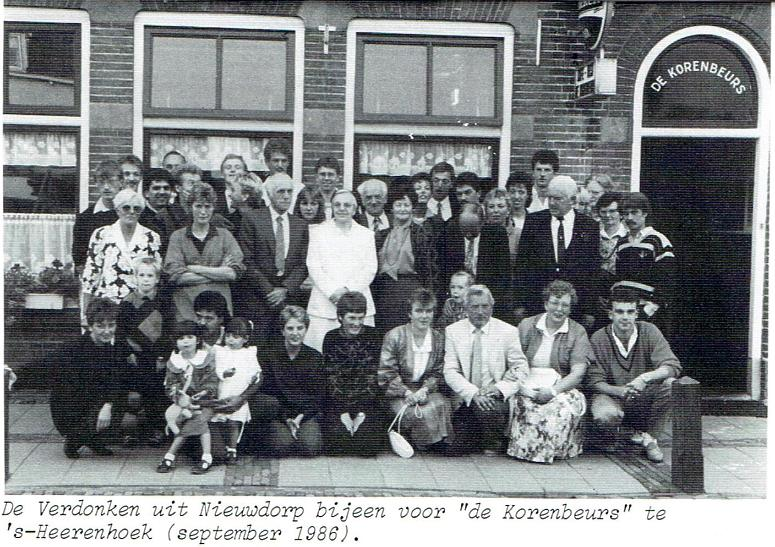 DE KORENBEURS
De Verdonken uit Nieuwdorp bijeen voor "de Korenbeurs" te
's-Heerenhoek (september 1986).